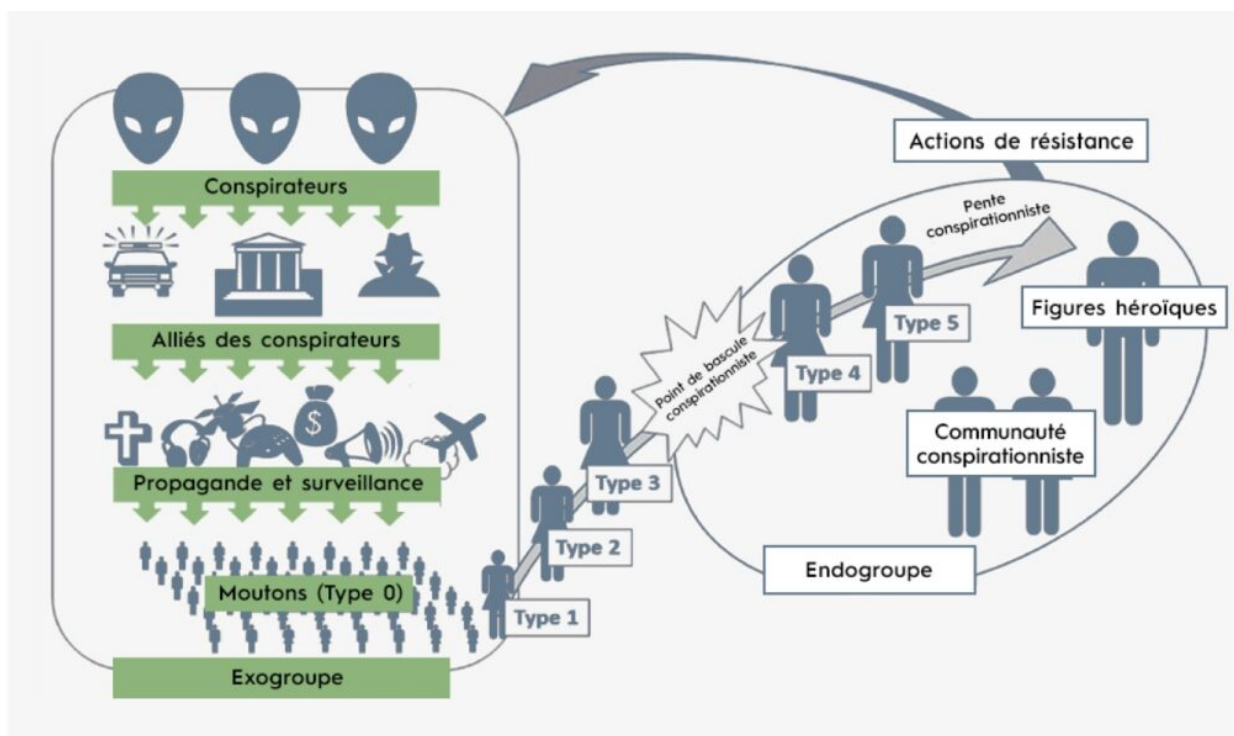 Conspirateurs
Alliés des conspirateurs
$
Propagande et surveillance
Moutons (Type 0)
Exogroupe
Type 1
Type 2
Type 3
Point de bascule
conspirationniste
Type 4
Type 5
Pente
conspirationniste
Actions de résistance
Figures héroïques
Communauté
conspirationniste
Endogroupe